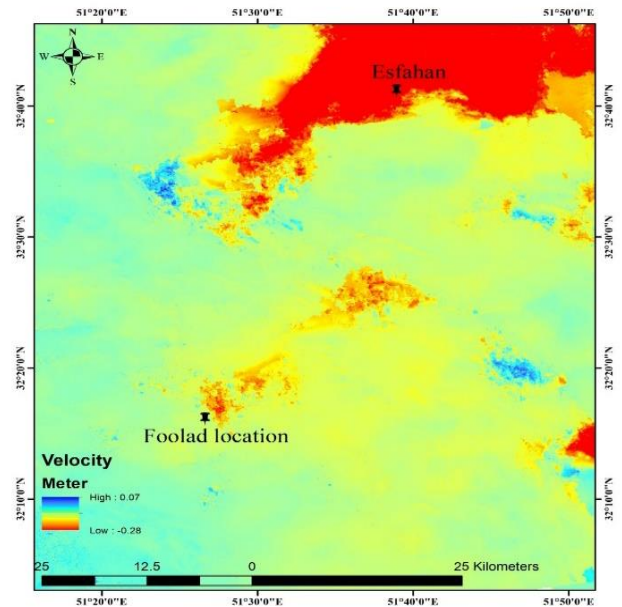 51°20'0"E 51°30'0"E 51°40'0"E 51°50'0"E
N
W E
S
Esfahan
32°40'0"N 32°40'0"N
32°30'0"N 32°30'0"N
32°20'0"N 32°20'0"N
Foolad location
Velocity
Meter
High : 0.07
Low : -0.28
32°10'0"N 32°10'0"N
25 12.5 0 25 Kilometers
51°20'0"E 51°30'0"E 51°40'0"E 51°50'0"E